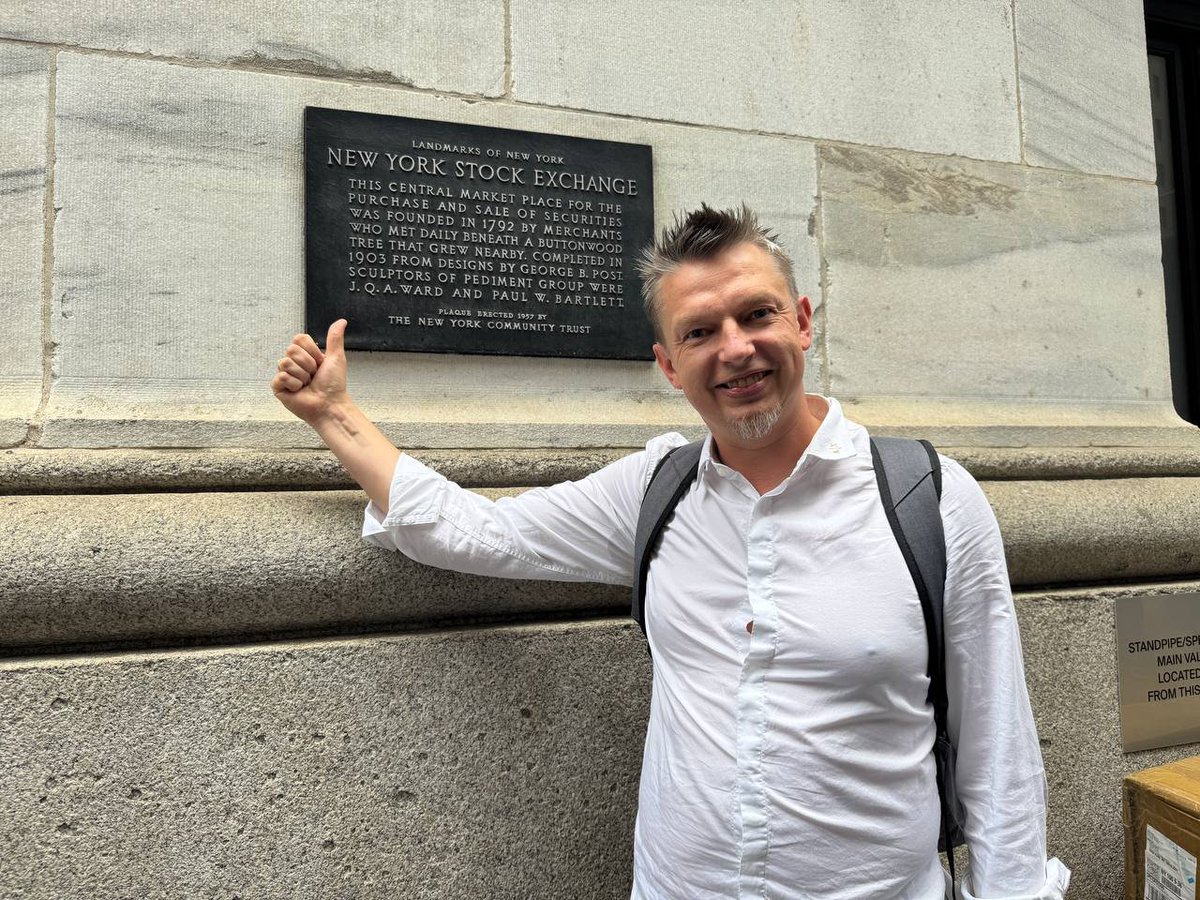 LANDMARKS OF NEW YORK
NEW YORK STOCK EXCHANGE
THIS CENTRAL MARKET PLACE FOR THE
PURCHASE AND SALE OF SECURITIES
WAS FOUNDED IN 1792 BY MERCHANTS
WHO MET DAILY BENEATH A BUTTONWOOD
TREE THAT GREW NEARBY. COMPLETED IN
1903 FROM DESIGNS BY GEORGE B. POST.
SCULPTORS OF PEDIMENT GROUP WERE
J. Q. A. WARD AND PAUL W. BARTLETT.
PLAQUE ERECTED 1957 BY
THE NEW YORK COMMUNITY TRUST
STANDPIPE/
MAIN
LOCATED
FROM THIS